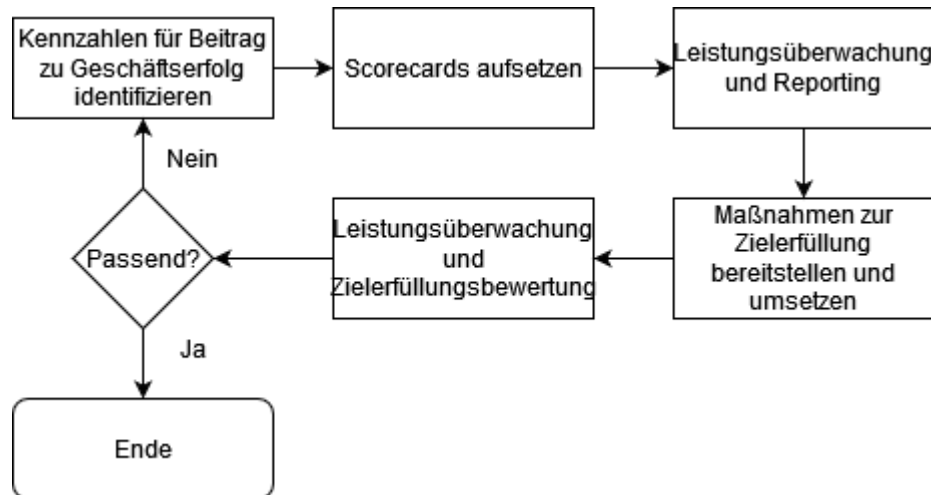 Kennzahlen für Beitrag
zu Geschäftserfolg
identifizieren
Scorecards aufsetzen
Leistungsüberwachung
und Reporting
Nein
Maßnahmen zur
Zielerfüllung
bereitstellen und
umsetzen
Leistungsüberwachung
und
Zielerfüllungsbewertung
Passend?
Ja
Ende